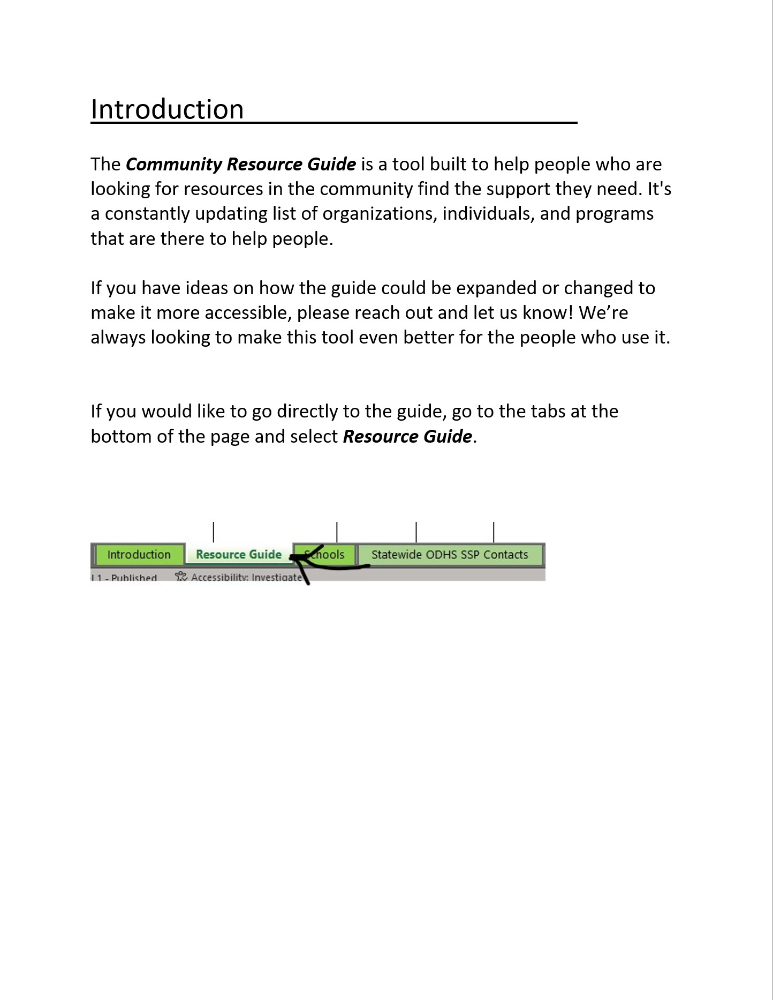 Introduction
The Community Resource Guide is a tool built to help people who are
looking for resources in the community find the support they need. It's
a constantly updating list of organizations, individuals, and programs
that are there to help people.
If you have ideas on how the guide could be expanded or changed to
make it more accessible, please reach out and let us know! We’re
always looking to make this tool even better for the people who use it.
If you would like to go directly to the guide, go to the tabs at the
bottom of the page and select Resource Guide.
Introduction Resource Guide Schools Statewide ODHS SSP Contacts
1 - Published Accessibility: Investigate